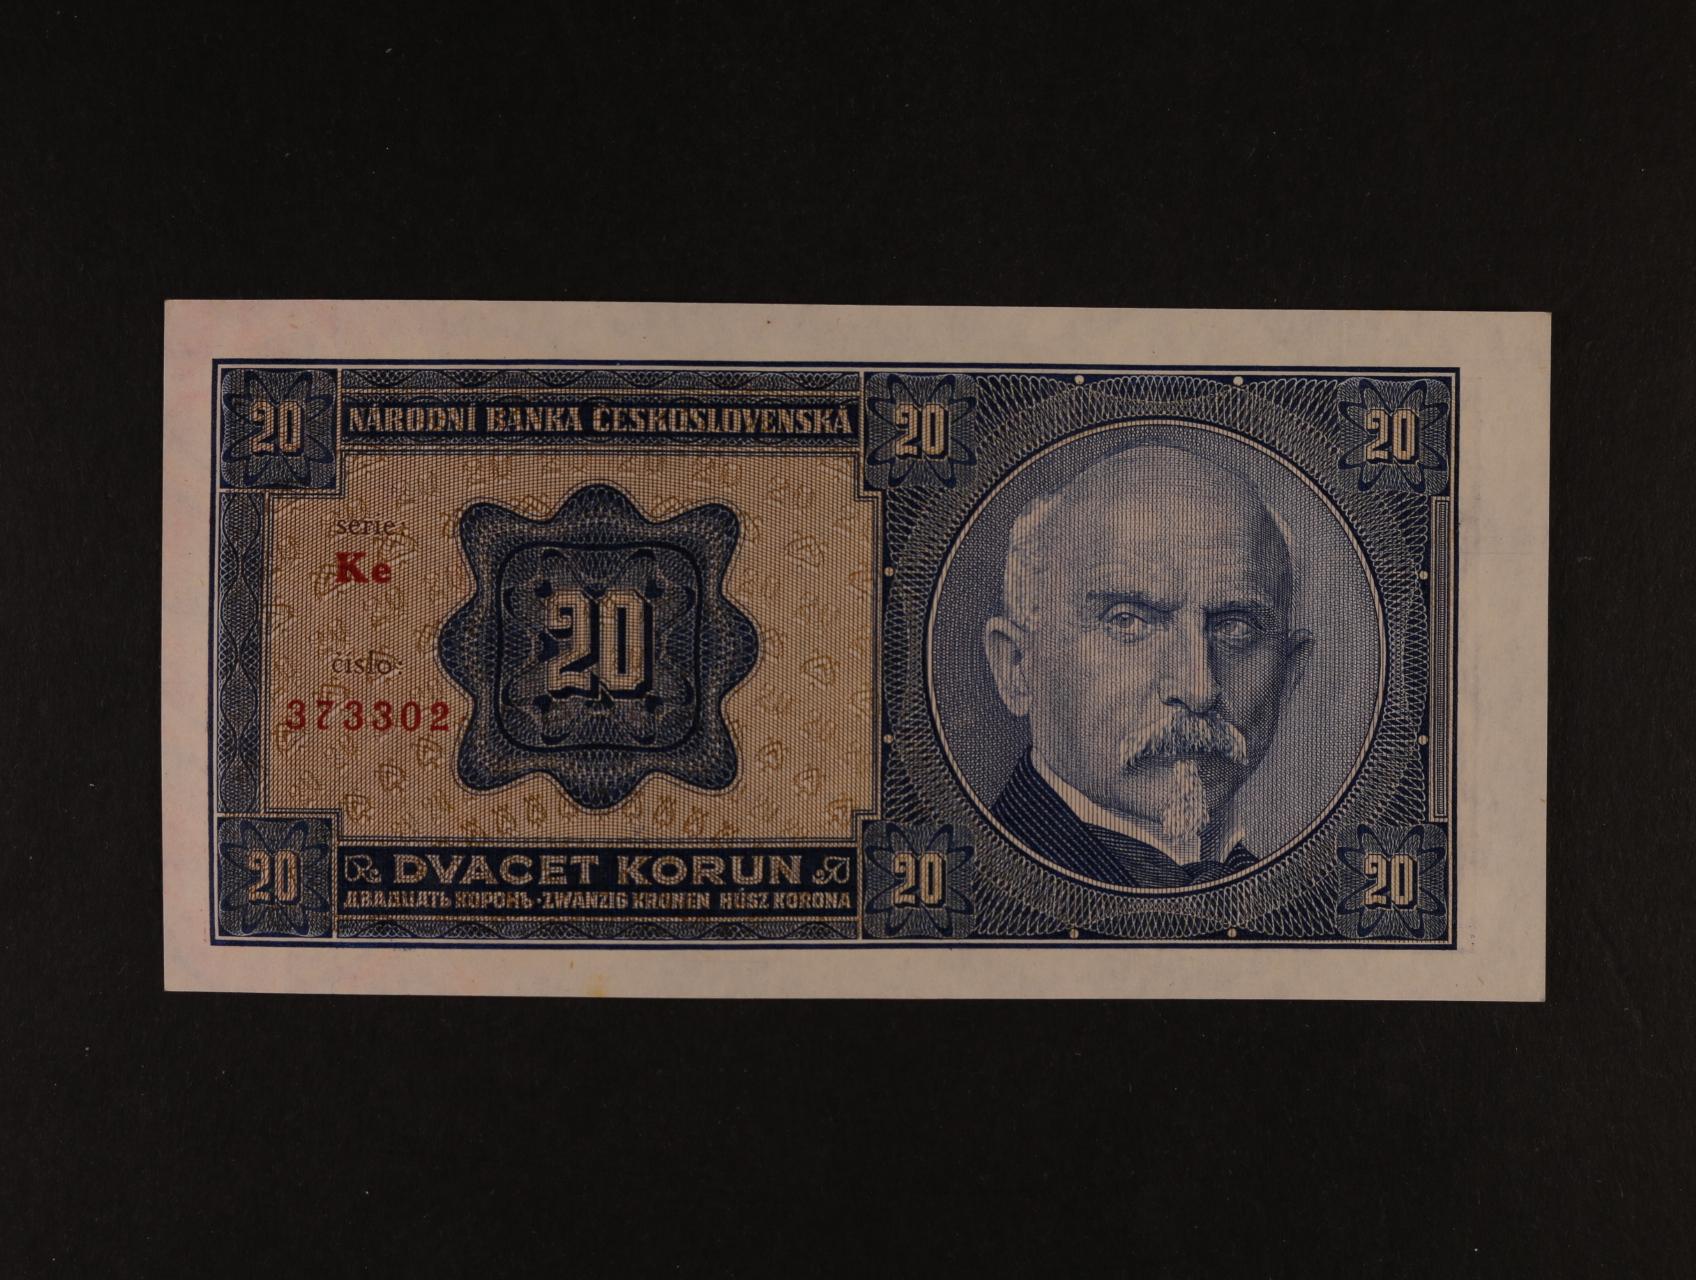 20 NÁRODNÍ BANKA ČESKOSLOVENSKÁ 20 20
serie:
Ke
20
číslo:
373302
20 DVACET KORUN 20 20
ДВАДЦАТЬ КОРОНЪ · ZWANZIG KRONEN HÚSZ KORONA